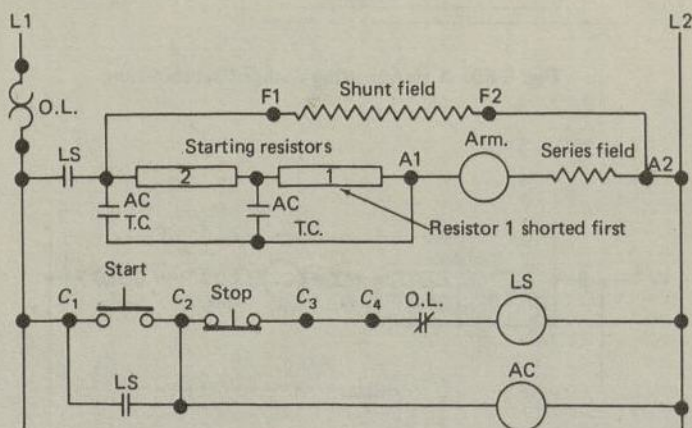 L1
L2
O.L.
F1
Shunt field
F2
LS
Starting resistors
A1
Arm.
Series field
A2
2
1
AC
T.C.
AC
T.C.
Resistor 1 shorted first
Start
C1
C2
Stop
C3
C4
O.L.
LS
LS
AC